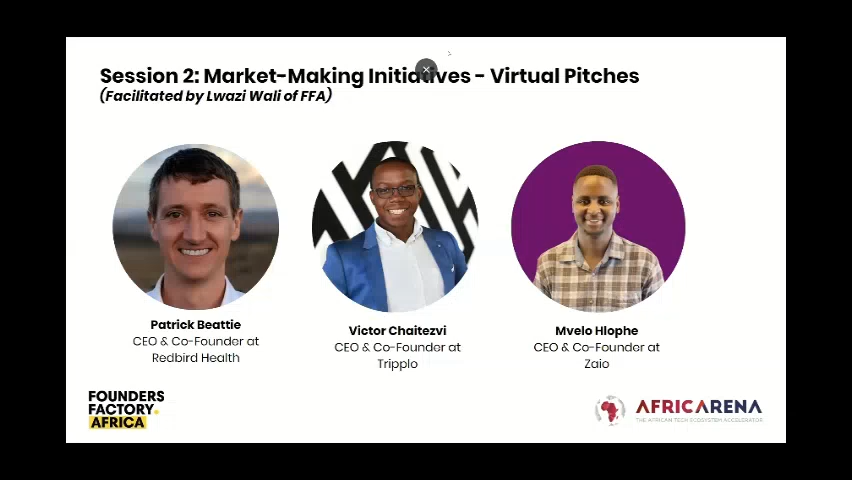 Session 2: Market-Making Initiatives - Virtual Pitches
(Facilitated by Lwazi Wali of FFA)
Patrick Beattie
CEO & Co-Founder at
Redbird Health
Victor Chaitezvi
CEO & Co-Founder at
Tripplo
Mvelo Hlophe
CEO & Co-Founder at
Zaio
FOUNDERS
FACTORY
AFRICA
AFRICARENA
THE AFRICAN TECH ECOSYSTEM ACCELERATOR